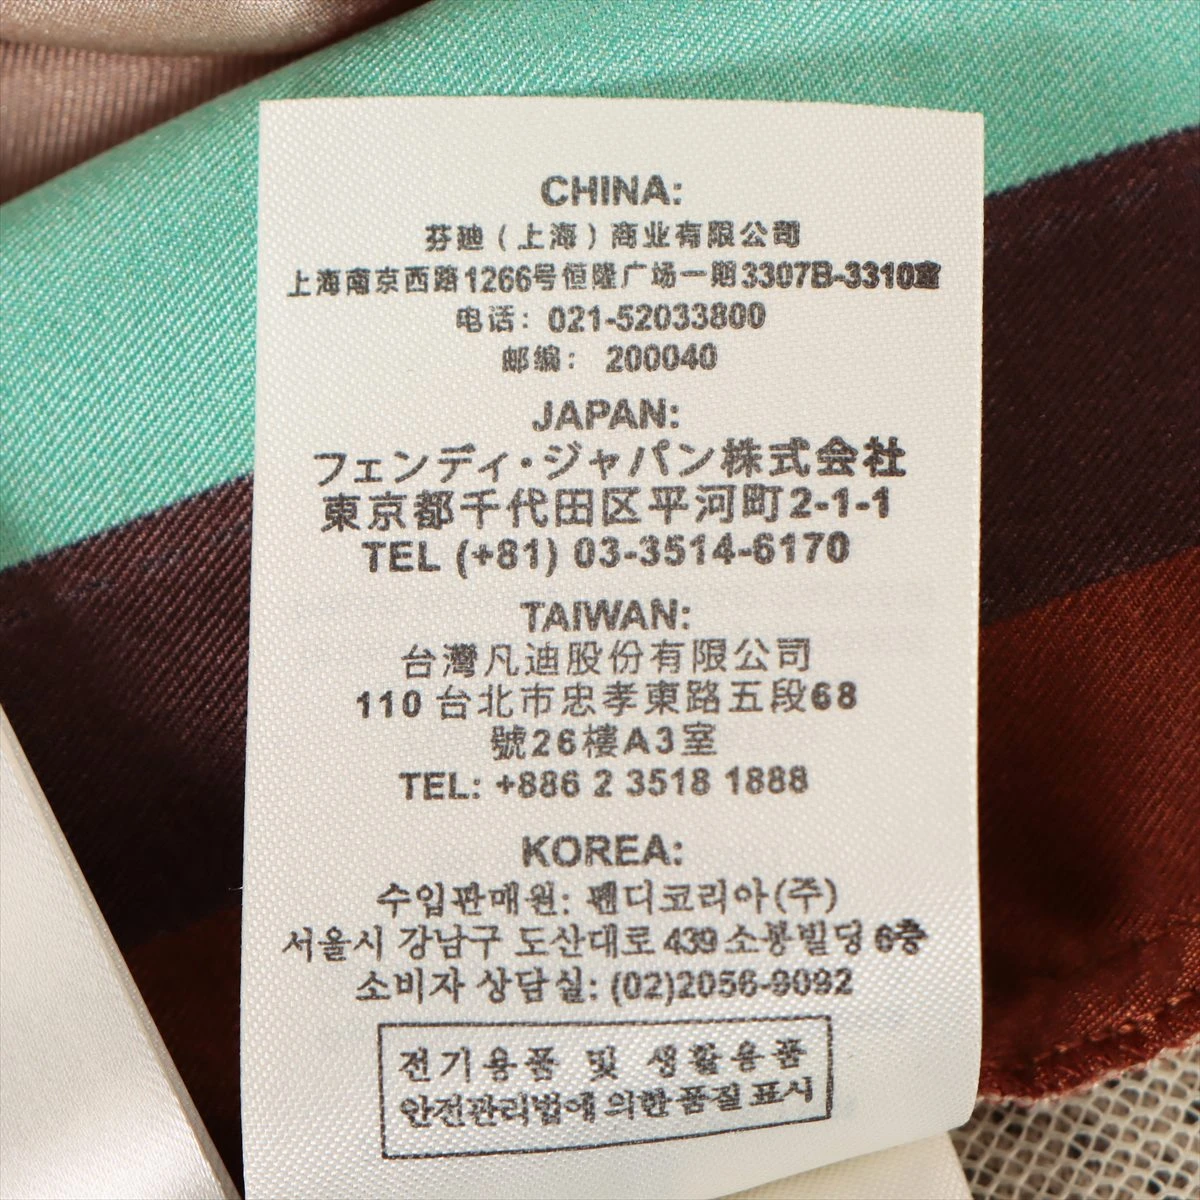 CHINA:
芬迪（上海）商业有限公司
上海南京西路1266号恒隆广场一期3307B-3310室
电话：021-52033800
邮编：200040
JAPAN:
フェンディ・ジャパン株式会社
東京都千代田区平河町2-1-1
TEL (+81) 03-3514-6170
TAIWAN:
台灣凡迪股份有限公司
110 台北市忠孝東路五段68
號26樓A3室
TEL: +886 2 3518 1888
KOREA:
수입판매원: 펜디코리아(주)
서울시 강남구 도산대로 439 소봉빌딩 6층
소비자 상담실: (02)2056-9092
전기용품 및 생활용품
안전관리법에 의한 품질표시